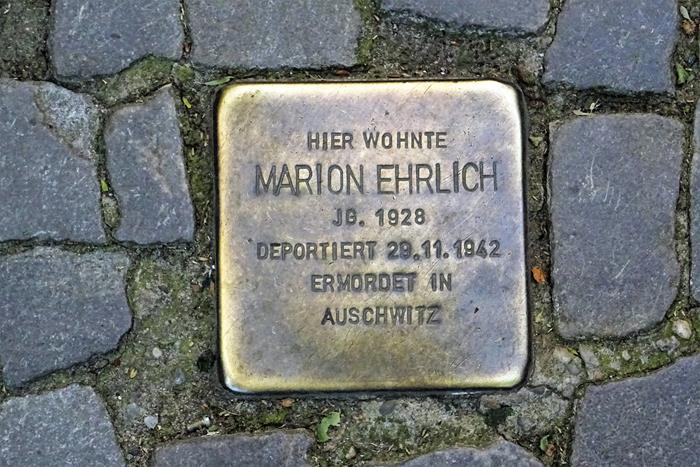 HIER WOHNTE
MARION EHRLICH
JG. 1928
DEPORTIERT 29.11.1942
ERMORDET IN
AUSCHWITZ